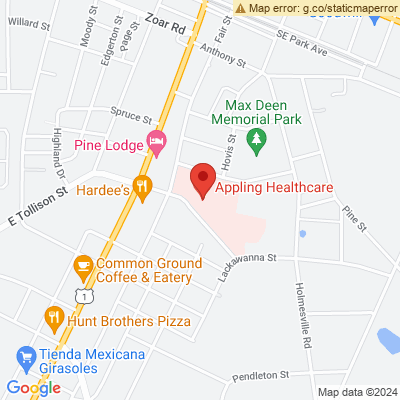 Map error: g.co/staticmaperror
Willard St
Moody St
Edgerton St
Page St
Zoar Rd
Fair St
SE Park Ave
Anthony St
Spruce St
Max Deen
Memorial Park
Pine Lodge
Hovis St
Highland Dr
Hardee's
Appling Healthcare
E Tollison St
Pine St
Common Ground
Coffee & Eatery
Lackawanna St
1
Holmesville Rd
Hunt Brothers Pizza
Tienda Mexicana
Girasoles
Pendleton St
Google
Map data ©2024